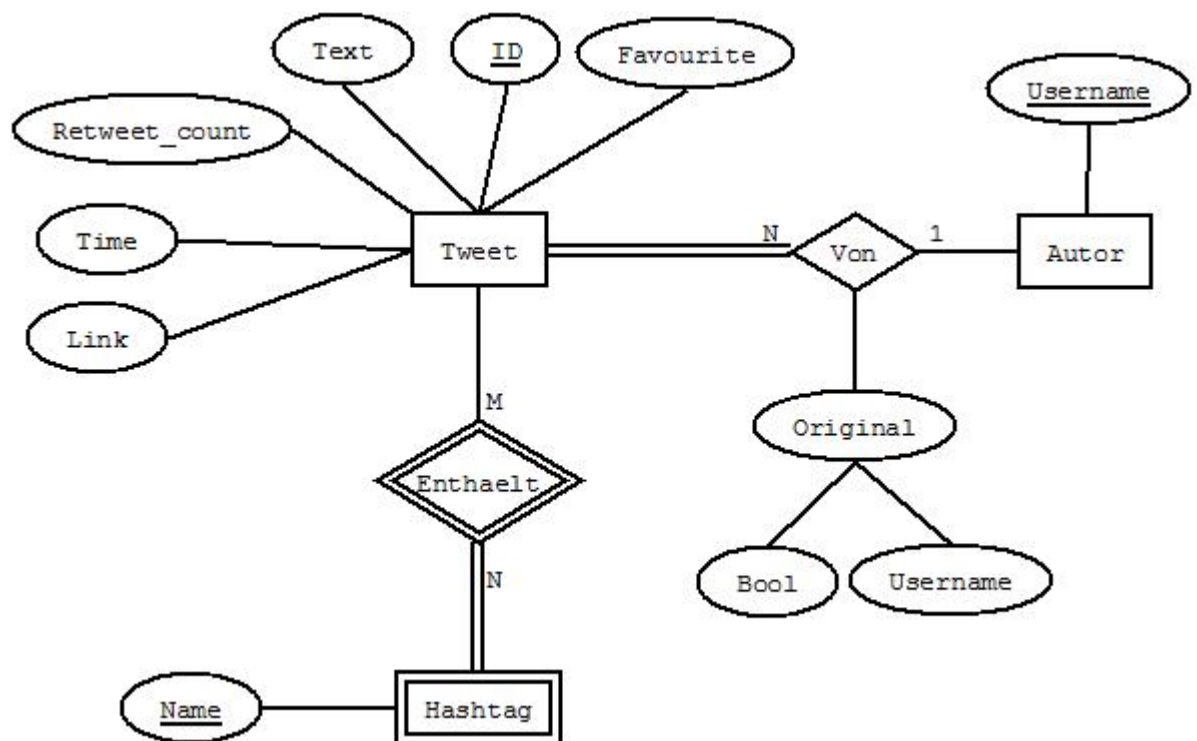 Text
ID
Favourite
Username
Retweet_count
Time
Tweet
N
Von
1
Autor
Link
M
Original
Enthaelt
N
Bool
Username
Name
Hashtag